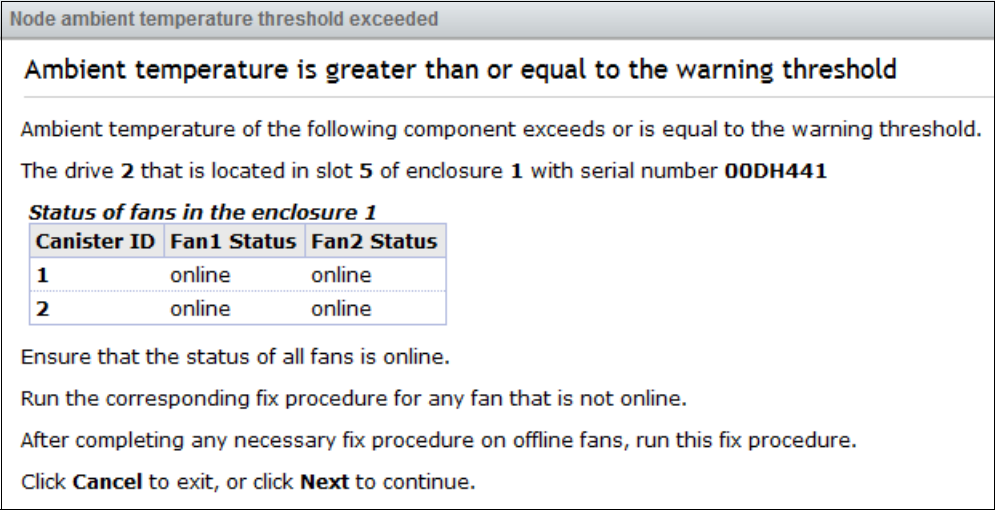 Node ambient temperature threshold exceeded
Ambient temperature is greater than or equal to the warning threshold
Ambient temperature of the following component exceeds or is equal to the warning threshold.
The drive 2 that is located in slot 5 of enclosure 1 with serial number 00DH441
Status of fans in the enclosure 1
Canister ID Fan1 Status Fan2 Status
1 online online
2 online online
Ensure that the status of all fans is online.
Run the corresponding fix procedure for any fan that is not online.
After completing any necessary fix procedure on offline fans, run this fix procedure.
Click Cancel to exit, or click Next to continue.